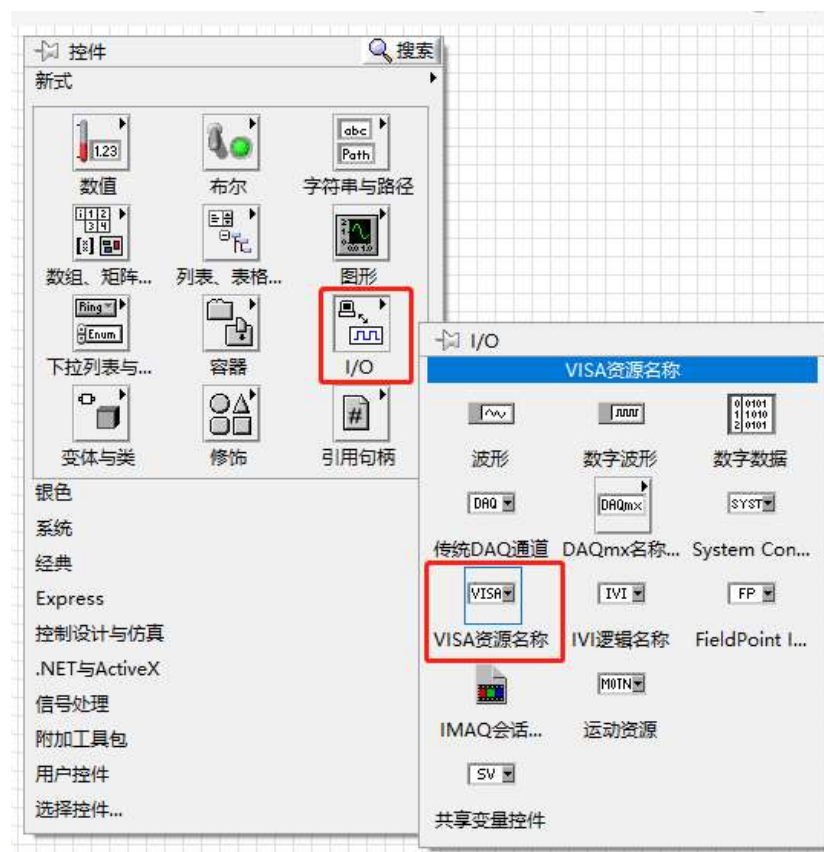 控件 搜索
新式
1.23 abc Path
数值 布尔 字符串与路径
数组、矩阵... 列表、表格... 图形
Ring Enum
下拉列表与... 容器 I/O
#
变体与类 修饰 引用句柄
银色
系统
经典
Express
控制设计与仿真
.NET与ActiveX
信号处理
附加工具包
用户控件
选择控件...
I/O
VISA资源名称
0 0101
1 1010
2 0101
波形 数字波形 数字数据
DAQ DAQmx SYST
传统DAQ通道 DAQmx名称... System Con...
VISA IVI FP
VISA资源名称 IVI逻辑名称 FieldPoint I...
MOTN
IMAQ会话... 运动资源
SV
共享变量控件